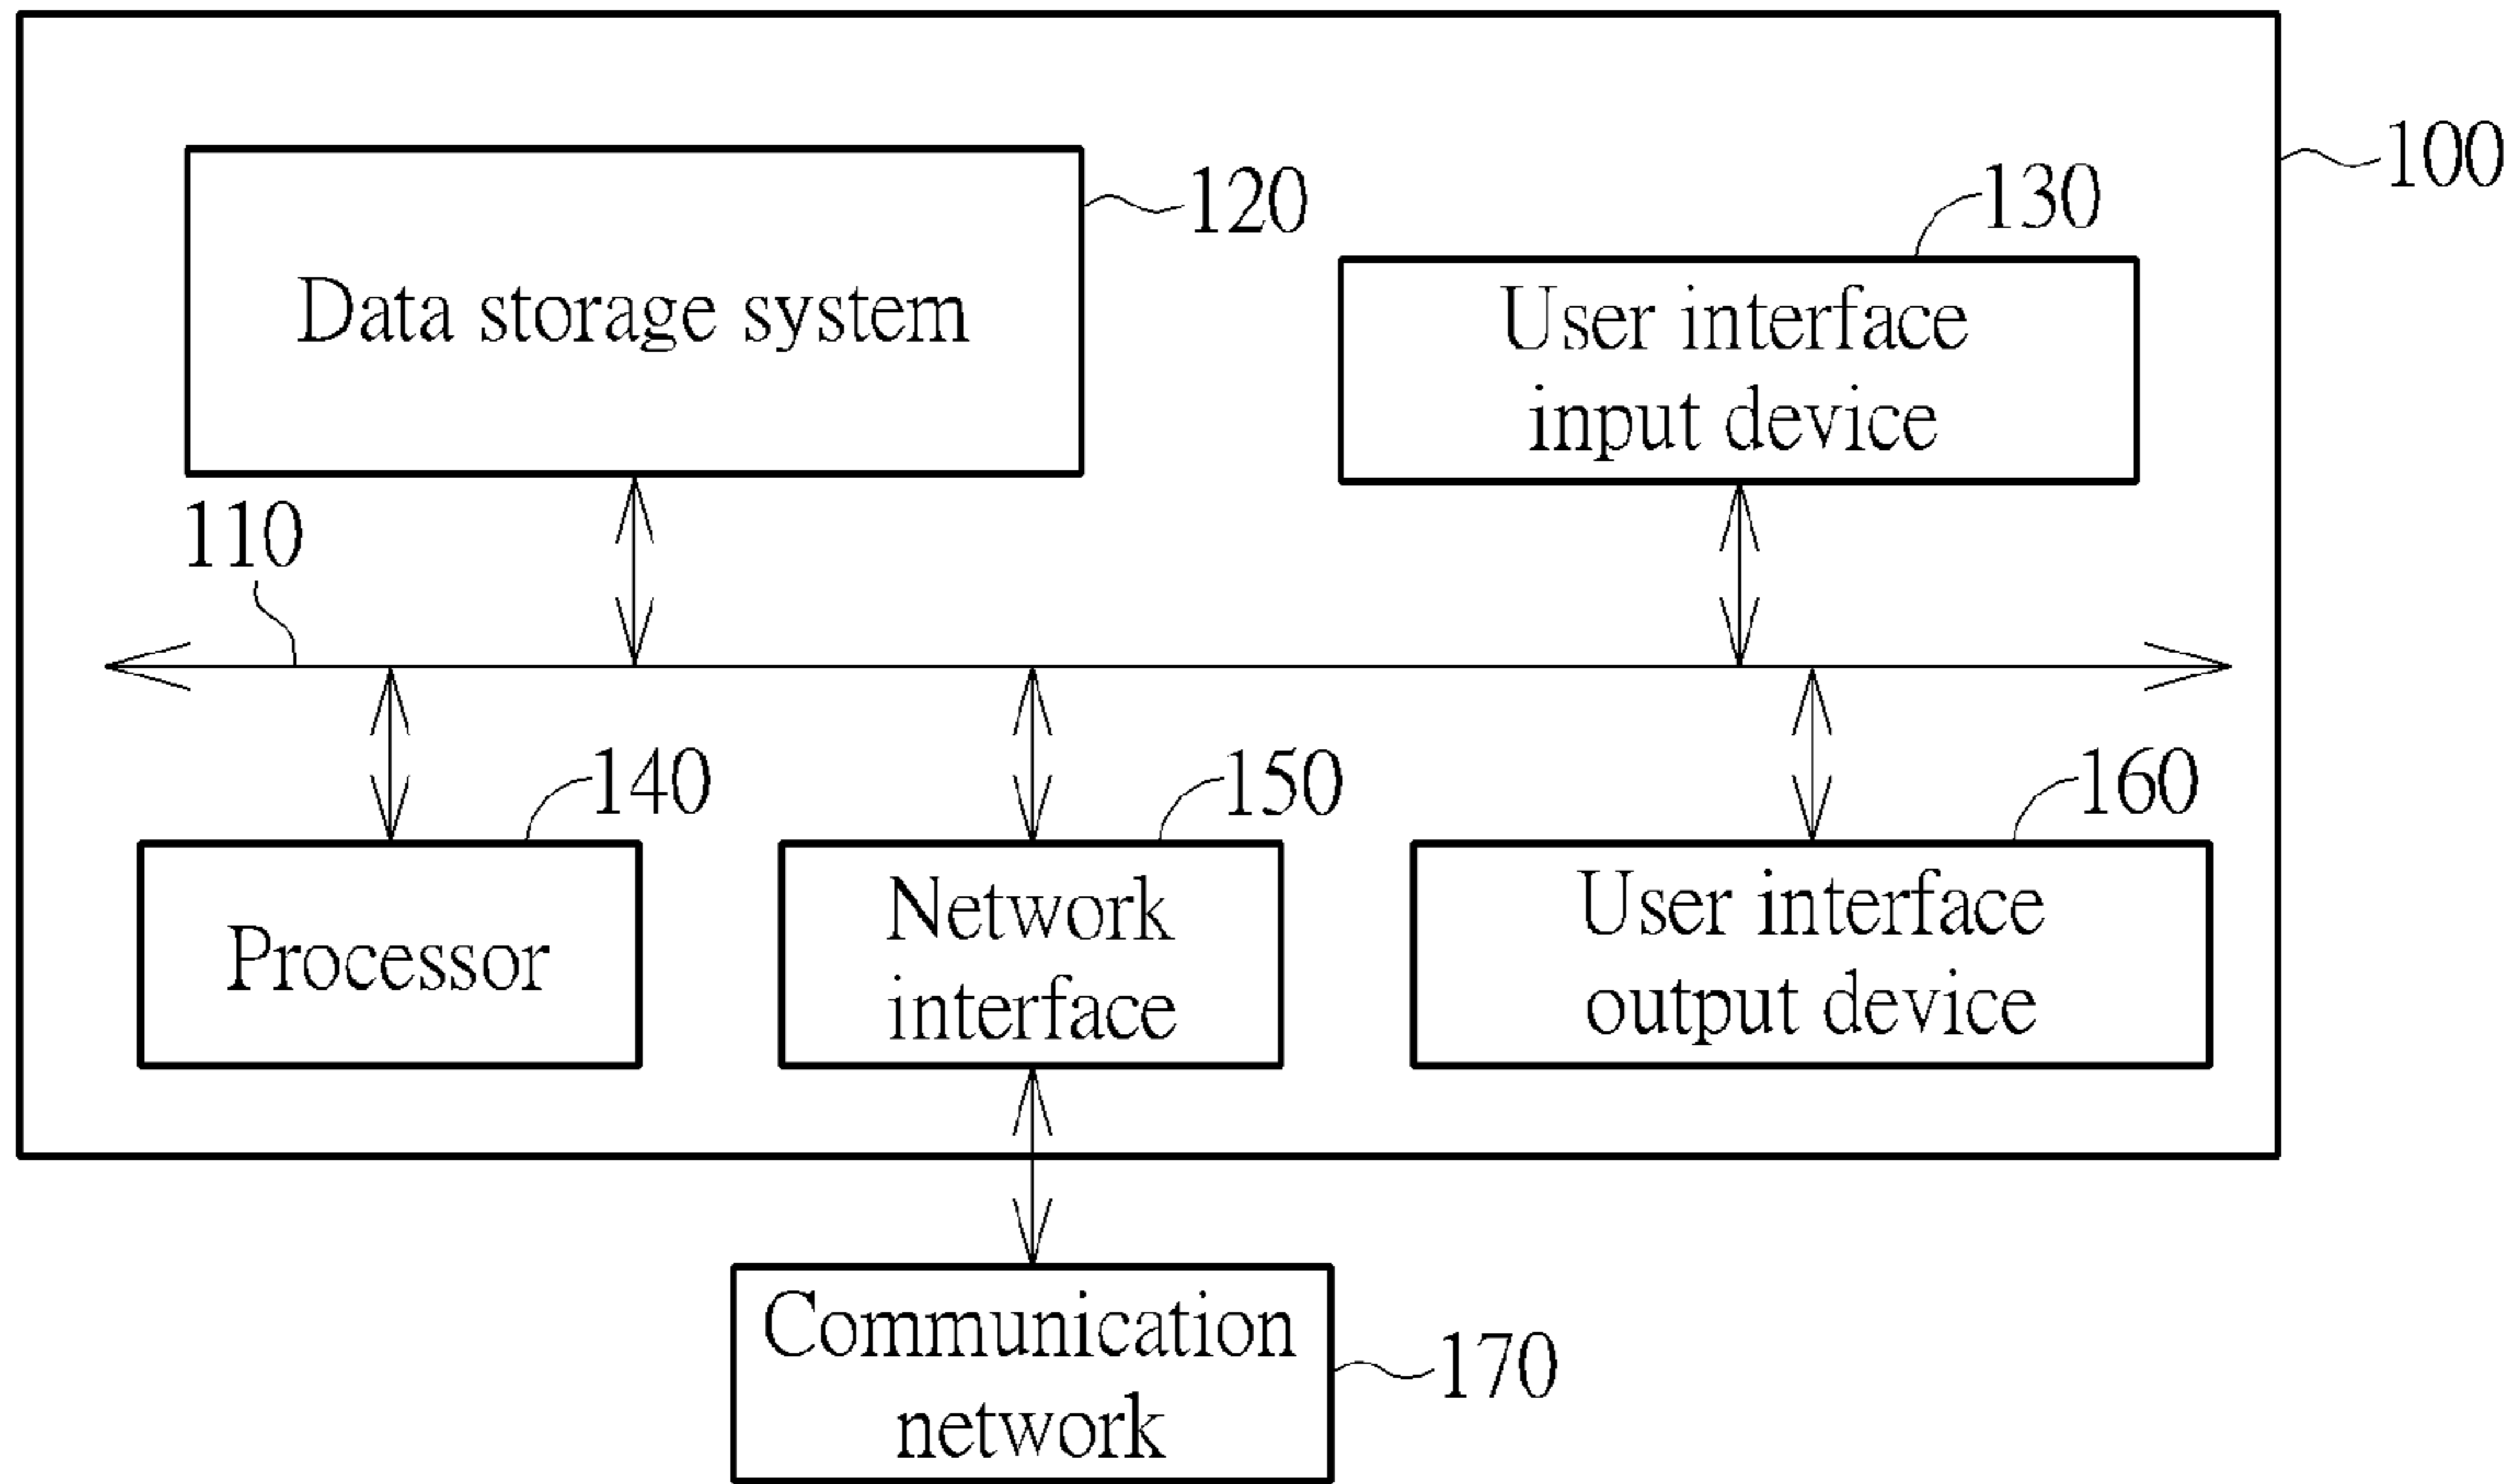 100
120
130
Data storage system
User interface
input device
110
140
150
160
Processor
Network
interface
User interface
output device
Communication
network
170